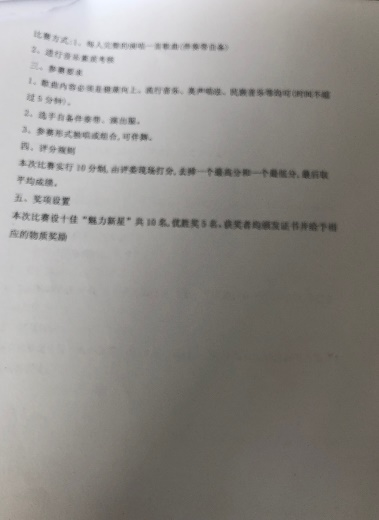 比赛方式:1、每人完整的演唱一首歌曲(伴奏带自备)
2、进行音乐素质考核
三、参赛要求
1、歌曲内容必须是健康向上。流行音乐、美声唱法、民族音乐等均可(时间不超
过5分钟)。
2、选手自备伴奏带、演出服。
3、参赛形式独唱或组合,可伴舞。
四、评分规则
本次比赛实行10分制,由评委现场打分,去掉一个最高分和一个最低分,最后取
平均成绩。
五、奖项设置
本次比赛设十佳“魅力新星”共10名,优胜奖5名。获奖者均颁发证书并给予相
应的物质奖励